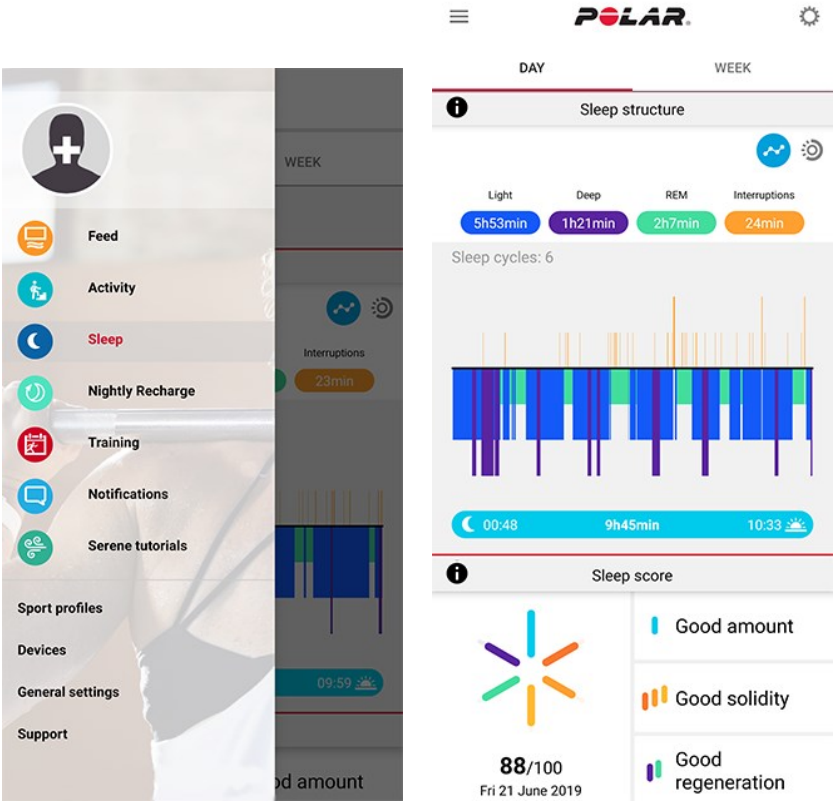 WEEK
Feed
Activity
Sleep
Interruptions
Nightly Recharge
23min
Training
Notifications
Serene tutorials
Sport profiles
Devices
General settings
09:59
Support
od amount
POLAR.
DAY WEEK
Sleep structure
Light Deep REM Interruptions
5h53min 1h21min 2h7min 24min
Sleep cycles: 6
00:48 9h45min 10:33
Sleep score
Good amount
Good solidity
88/100
Fri 21 June 2019
Good
regeneration